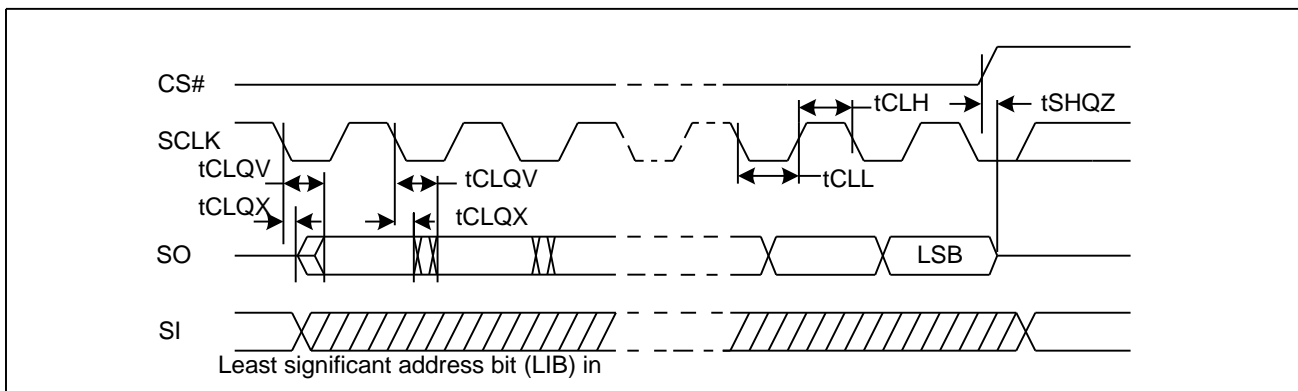 CS#
tCLH
tSHQZ
SCLK
tCLQV
tCLQV
tCLL
tCLQX
tCLQX
SO
LSB
SI
Least significant address bit (LIB) in